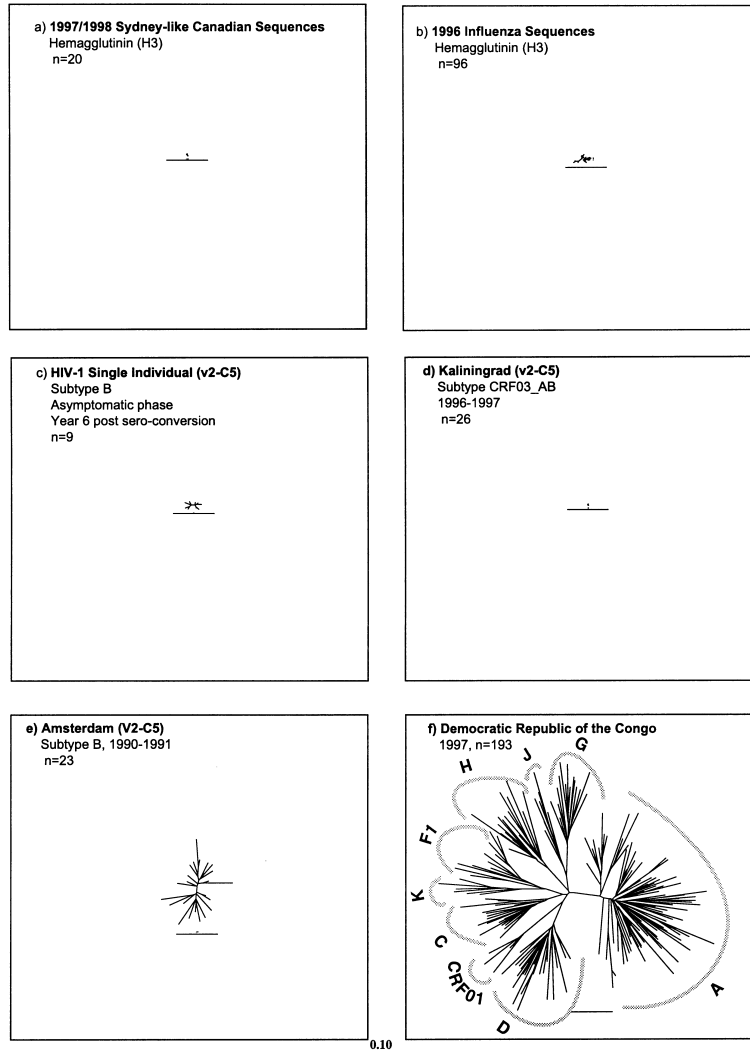 a) 1997/1998 Sydney-like Canadian Sequences
Hemagglutinin (H3)
n=20
b) 1996 Influenza Sequences
Hemagglutinin (H3)
n=96
c) HIV-1 Single Individual (v2-C5)
Subtype B
Asymptomatic phase
Year 6 post sero-conversion
n=9
d) Kaliningrad (v2-C5)
Subtype CRF03_AB
1996-1997
n=26
e) Amsterdam (V2-C5)
Subtype B, 1990-1991
n=23
f) Democratic Republic of the Congo
1997, n=193
G
J
H
F1
K
C
CRF01
D
A
0.10